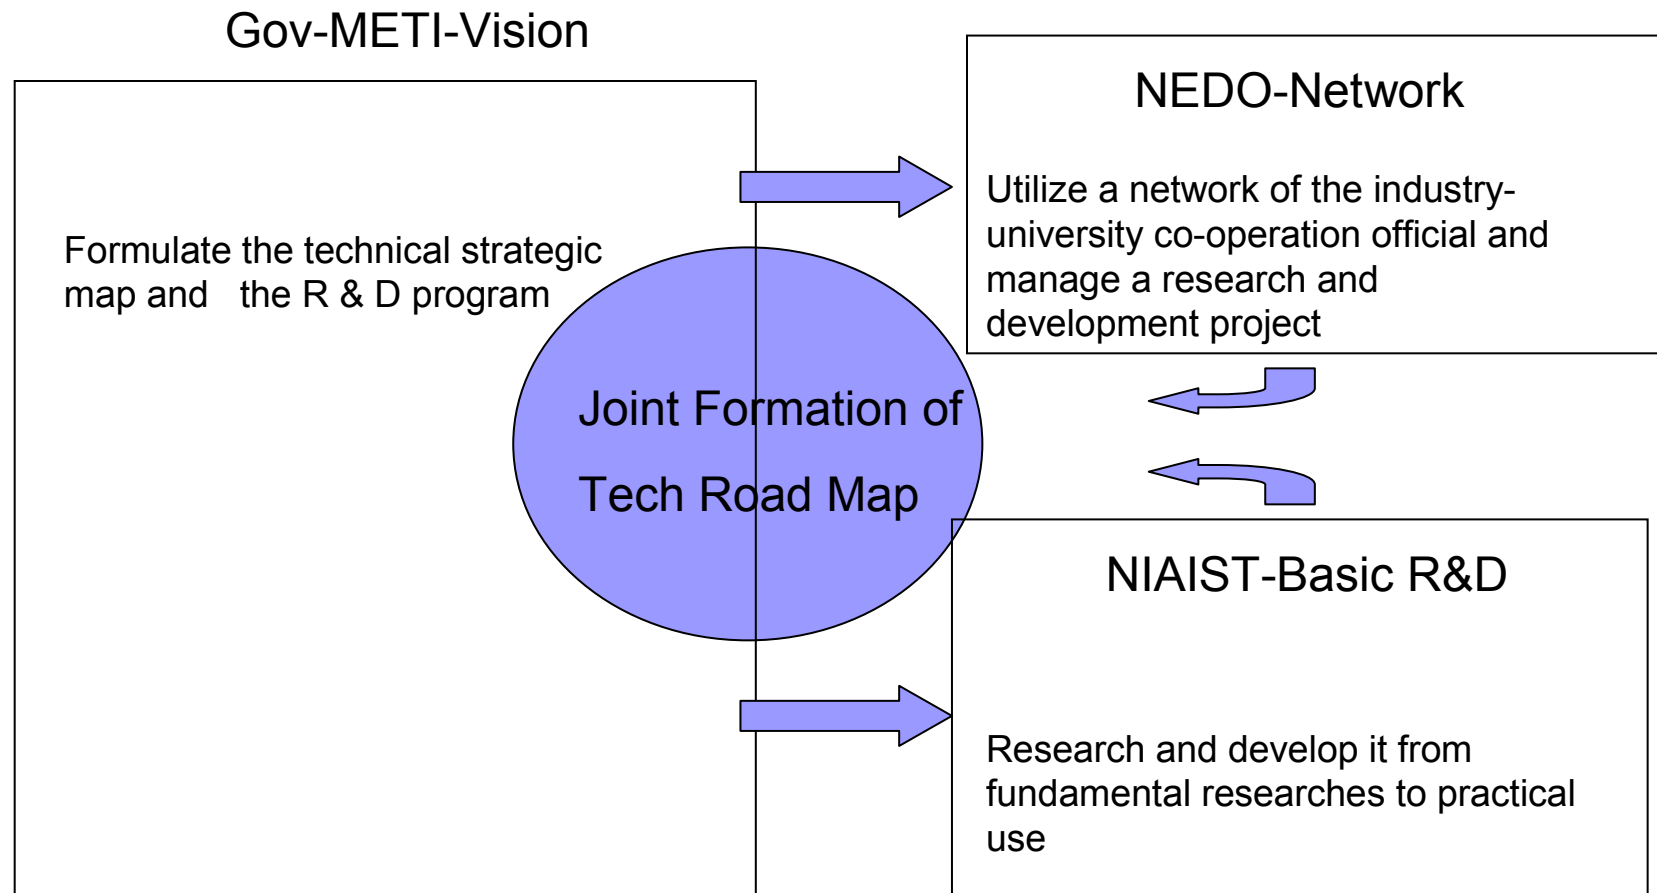 Gov-METI-Vision
Formulate the technical strategic
map and the R & D program
Joint Formation of
Tech Road Map
NEDO-Network
Utilize a network of the industry-
university co-operation official and
manage a research and
development project
NIAIST-Basic R&D
Research and develop it from
fundamental researches to practical
use